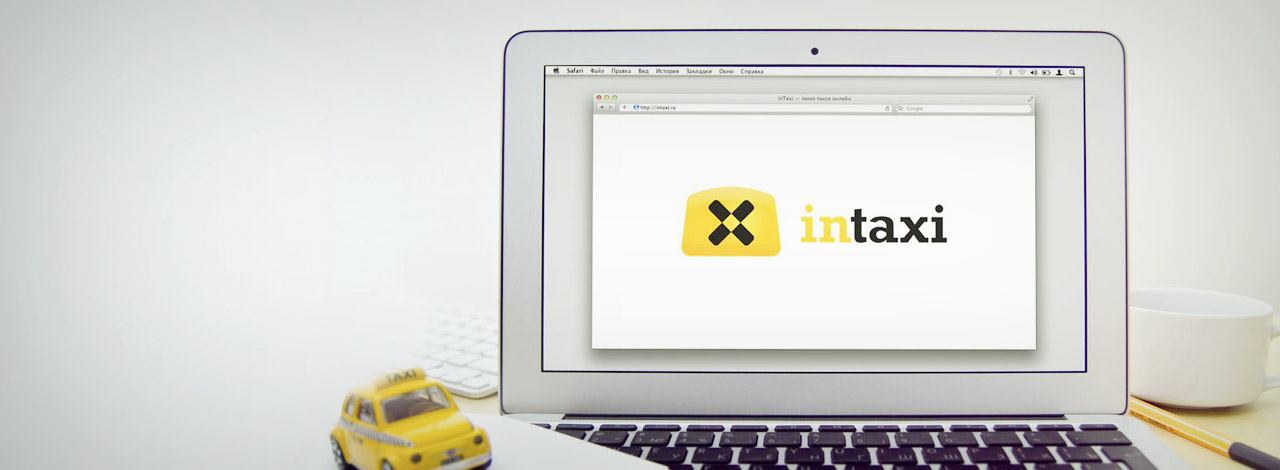 Safari Файл Правка Вид История Закладки Окно Справка
inTaxi — заказ такси онлайн
http://intaxi.ru
Google
intaxi
TAXI